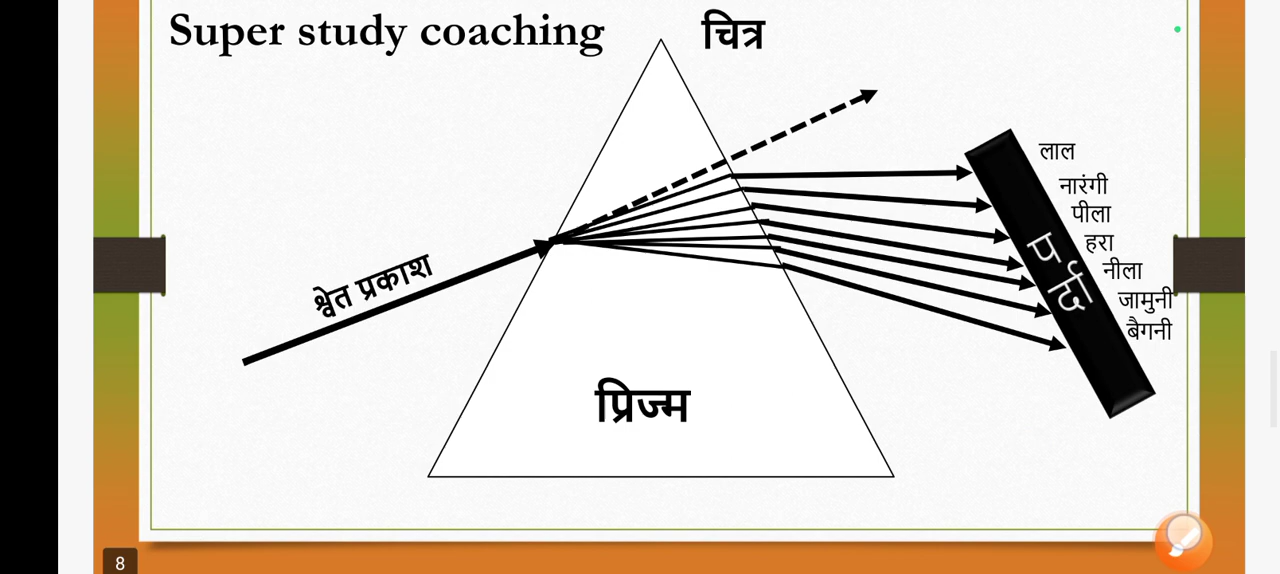 Super study coaching
चित्र
लाल
नारंगी
पीला
हरा
नीला
जामुनी
बैगनी
पर्दा
श्वेत प्रकाश
प्रिज्म
8